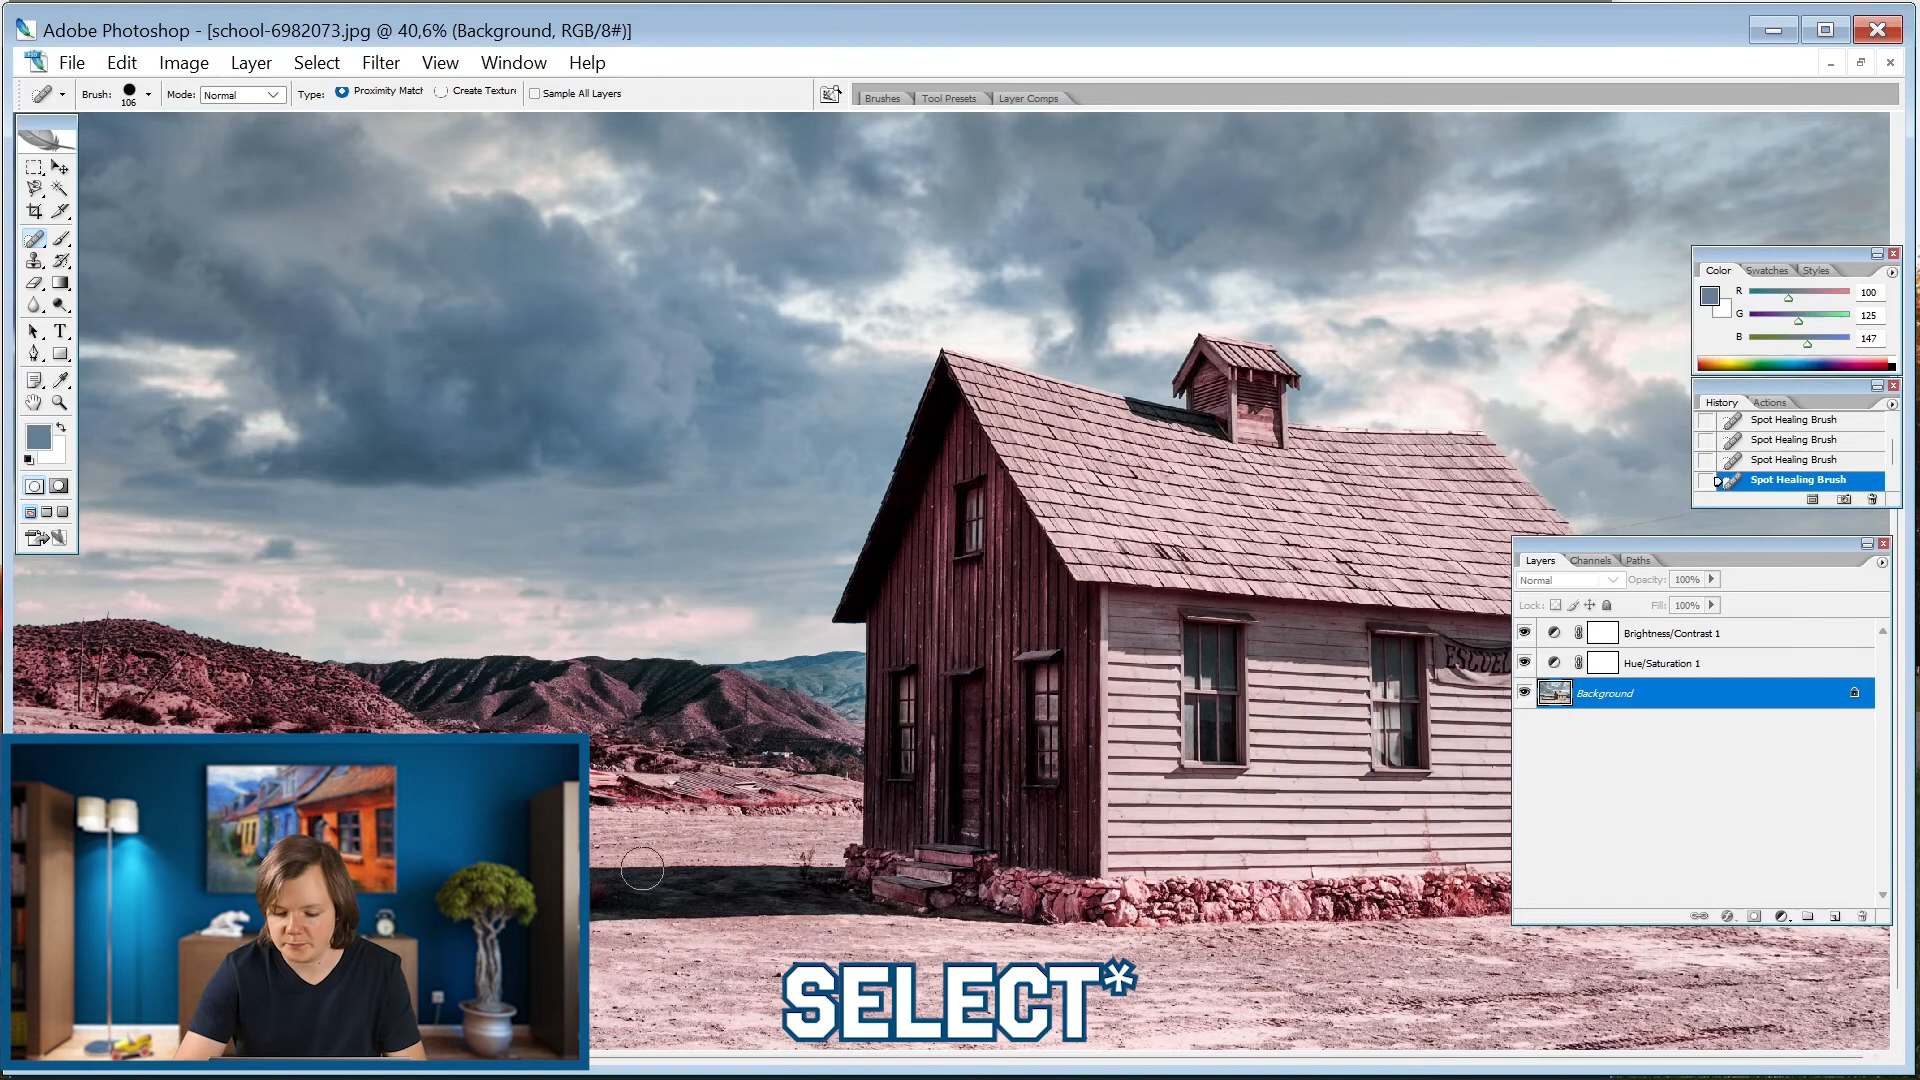 Adobe Photoshop - [school-6982073.jpg @ 40,6% (Background, RGB/8#)]
File Edit Image Layer Select Filter View Window Help
Brush: 106 Mode: Normal Type: Proximity Match Create Texture Sample All Layers Brushes Tool Presets Layer Comps
Color Swatches Styles
R 100
G 125
B 147
History Actions
Spot Healing Brush
Spot Healing Brush
Spot Healing Brush
Spot Healing Brush
Layers Channels Paths
Normal Opacity: 100%
Lock: Fill: 100%
Brightness/Contrast 1
Hue/Saturation 1
Background
ESCUEL
SELECT*